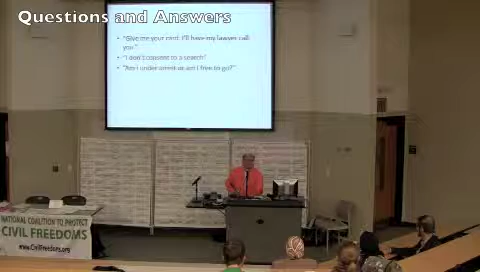 Questions and Answers
• "Give me your card. I'll have my lawyer call
you."
• "I don't consent to a search"
• "Am I under arrest or am I free to go?"
NATIONAL COALITION TO PROTECT
CIVIL FREEDOMS
www.CivilFreedoms.org